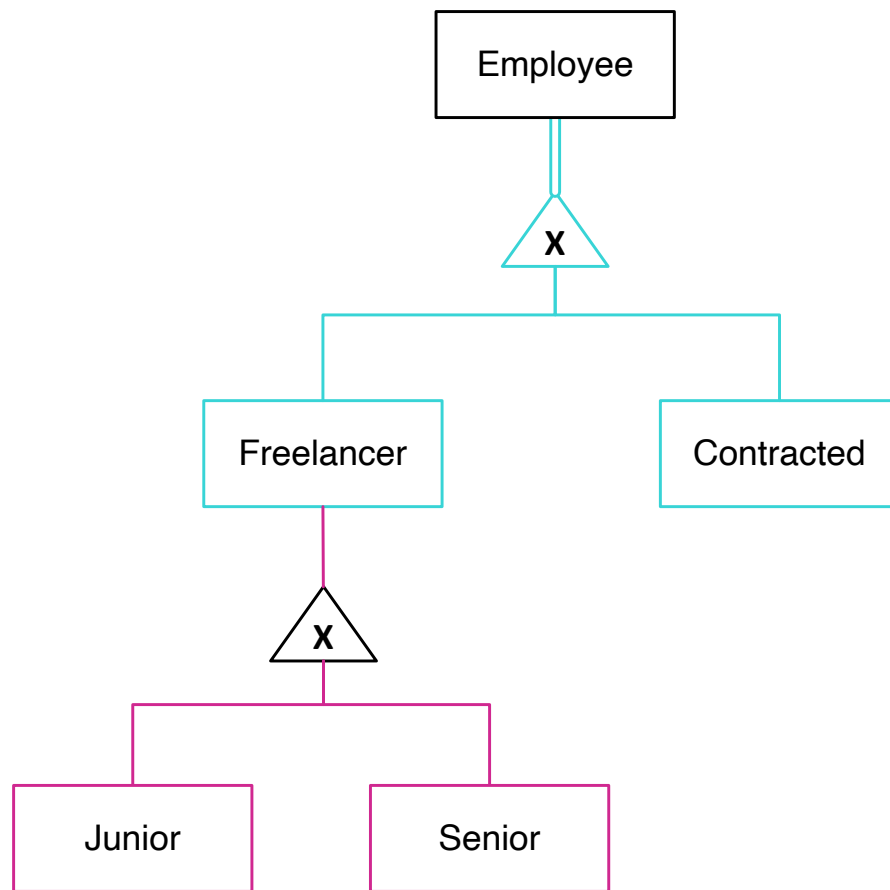 Employee
X
Freelancer
Contracted
X
Junior
Senior